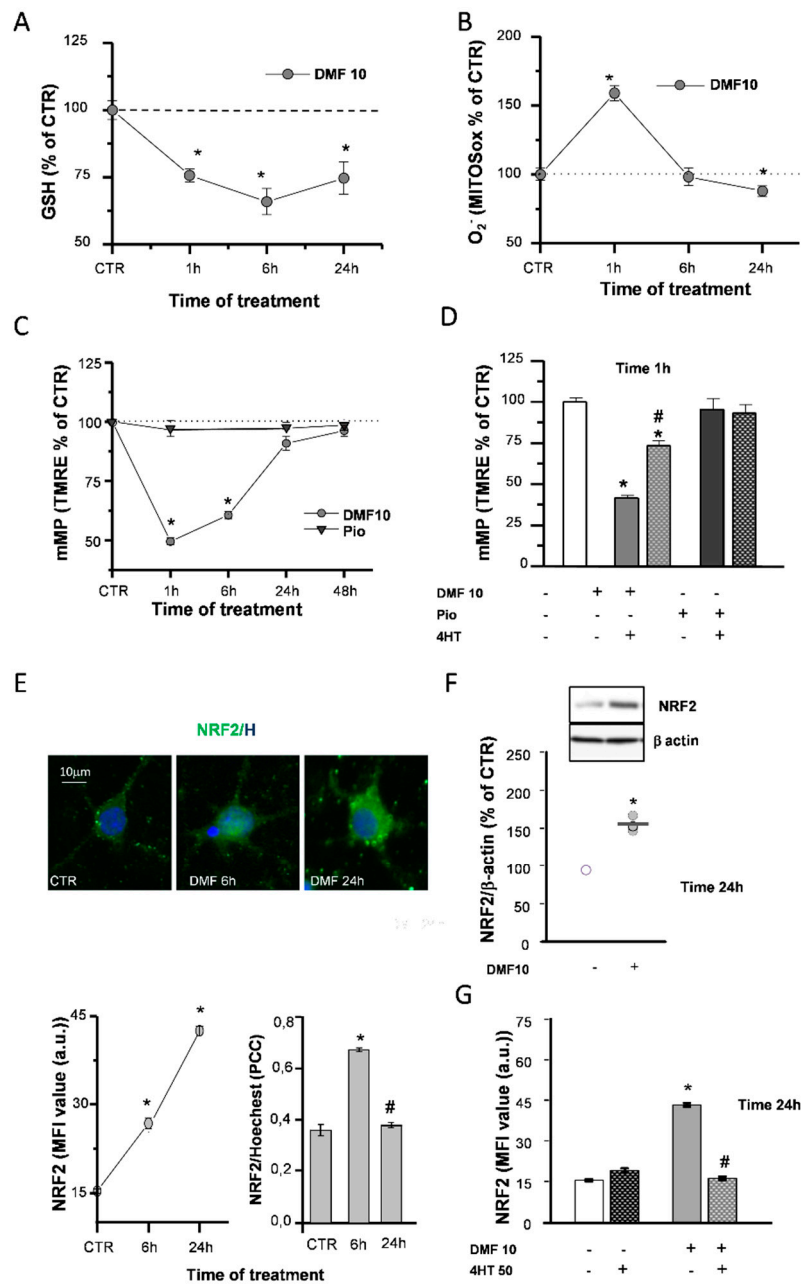 A
125
100
75
50
GSH (% of CTR)
DMF 10
*
*
*
CTR
1h
6h
24h
Time of treatment
B
200
150
100
50
O2- (MITOSox % of CTR)
DMF10
*
*
CTR
1h
6h
24h
Time of treatment
C
125
100
75
50
mMP (TMRE % of CTR)
*
*
DMF10
Pio
CTR
1h
6h
24h
48h
Time of treatment
D
125
100
75
50
25
0
mMP (TMRE % of CTR)
Time 1h
#
*
*
DMF 10 - + + - -
Pio - - - + +
4HT - - + - +
E
NRF2/H
10µm
CTR
DMF 6h
DMF 24h
F
NRF2
β actin
250
200
150
100
50
0
NRF2/β-actin (% of CTR)
*
Time 24h
DMF10 - +
45
30
15
NRF2 (MFI value (a.u.))
*
*
CTR
6h
24h
0,8
0,6
0,4
0,2
0,0
NRF2/Hoechest (PCC)
*
#
CTR
6h
24h
Time of treatment
G
75
60
45
30
15
0
NRF2 (MFI value (a.u.))
*
#
Time 24h
DMF 10 - - + +
4HT 50 - + - +